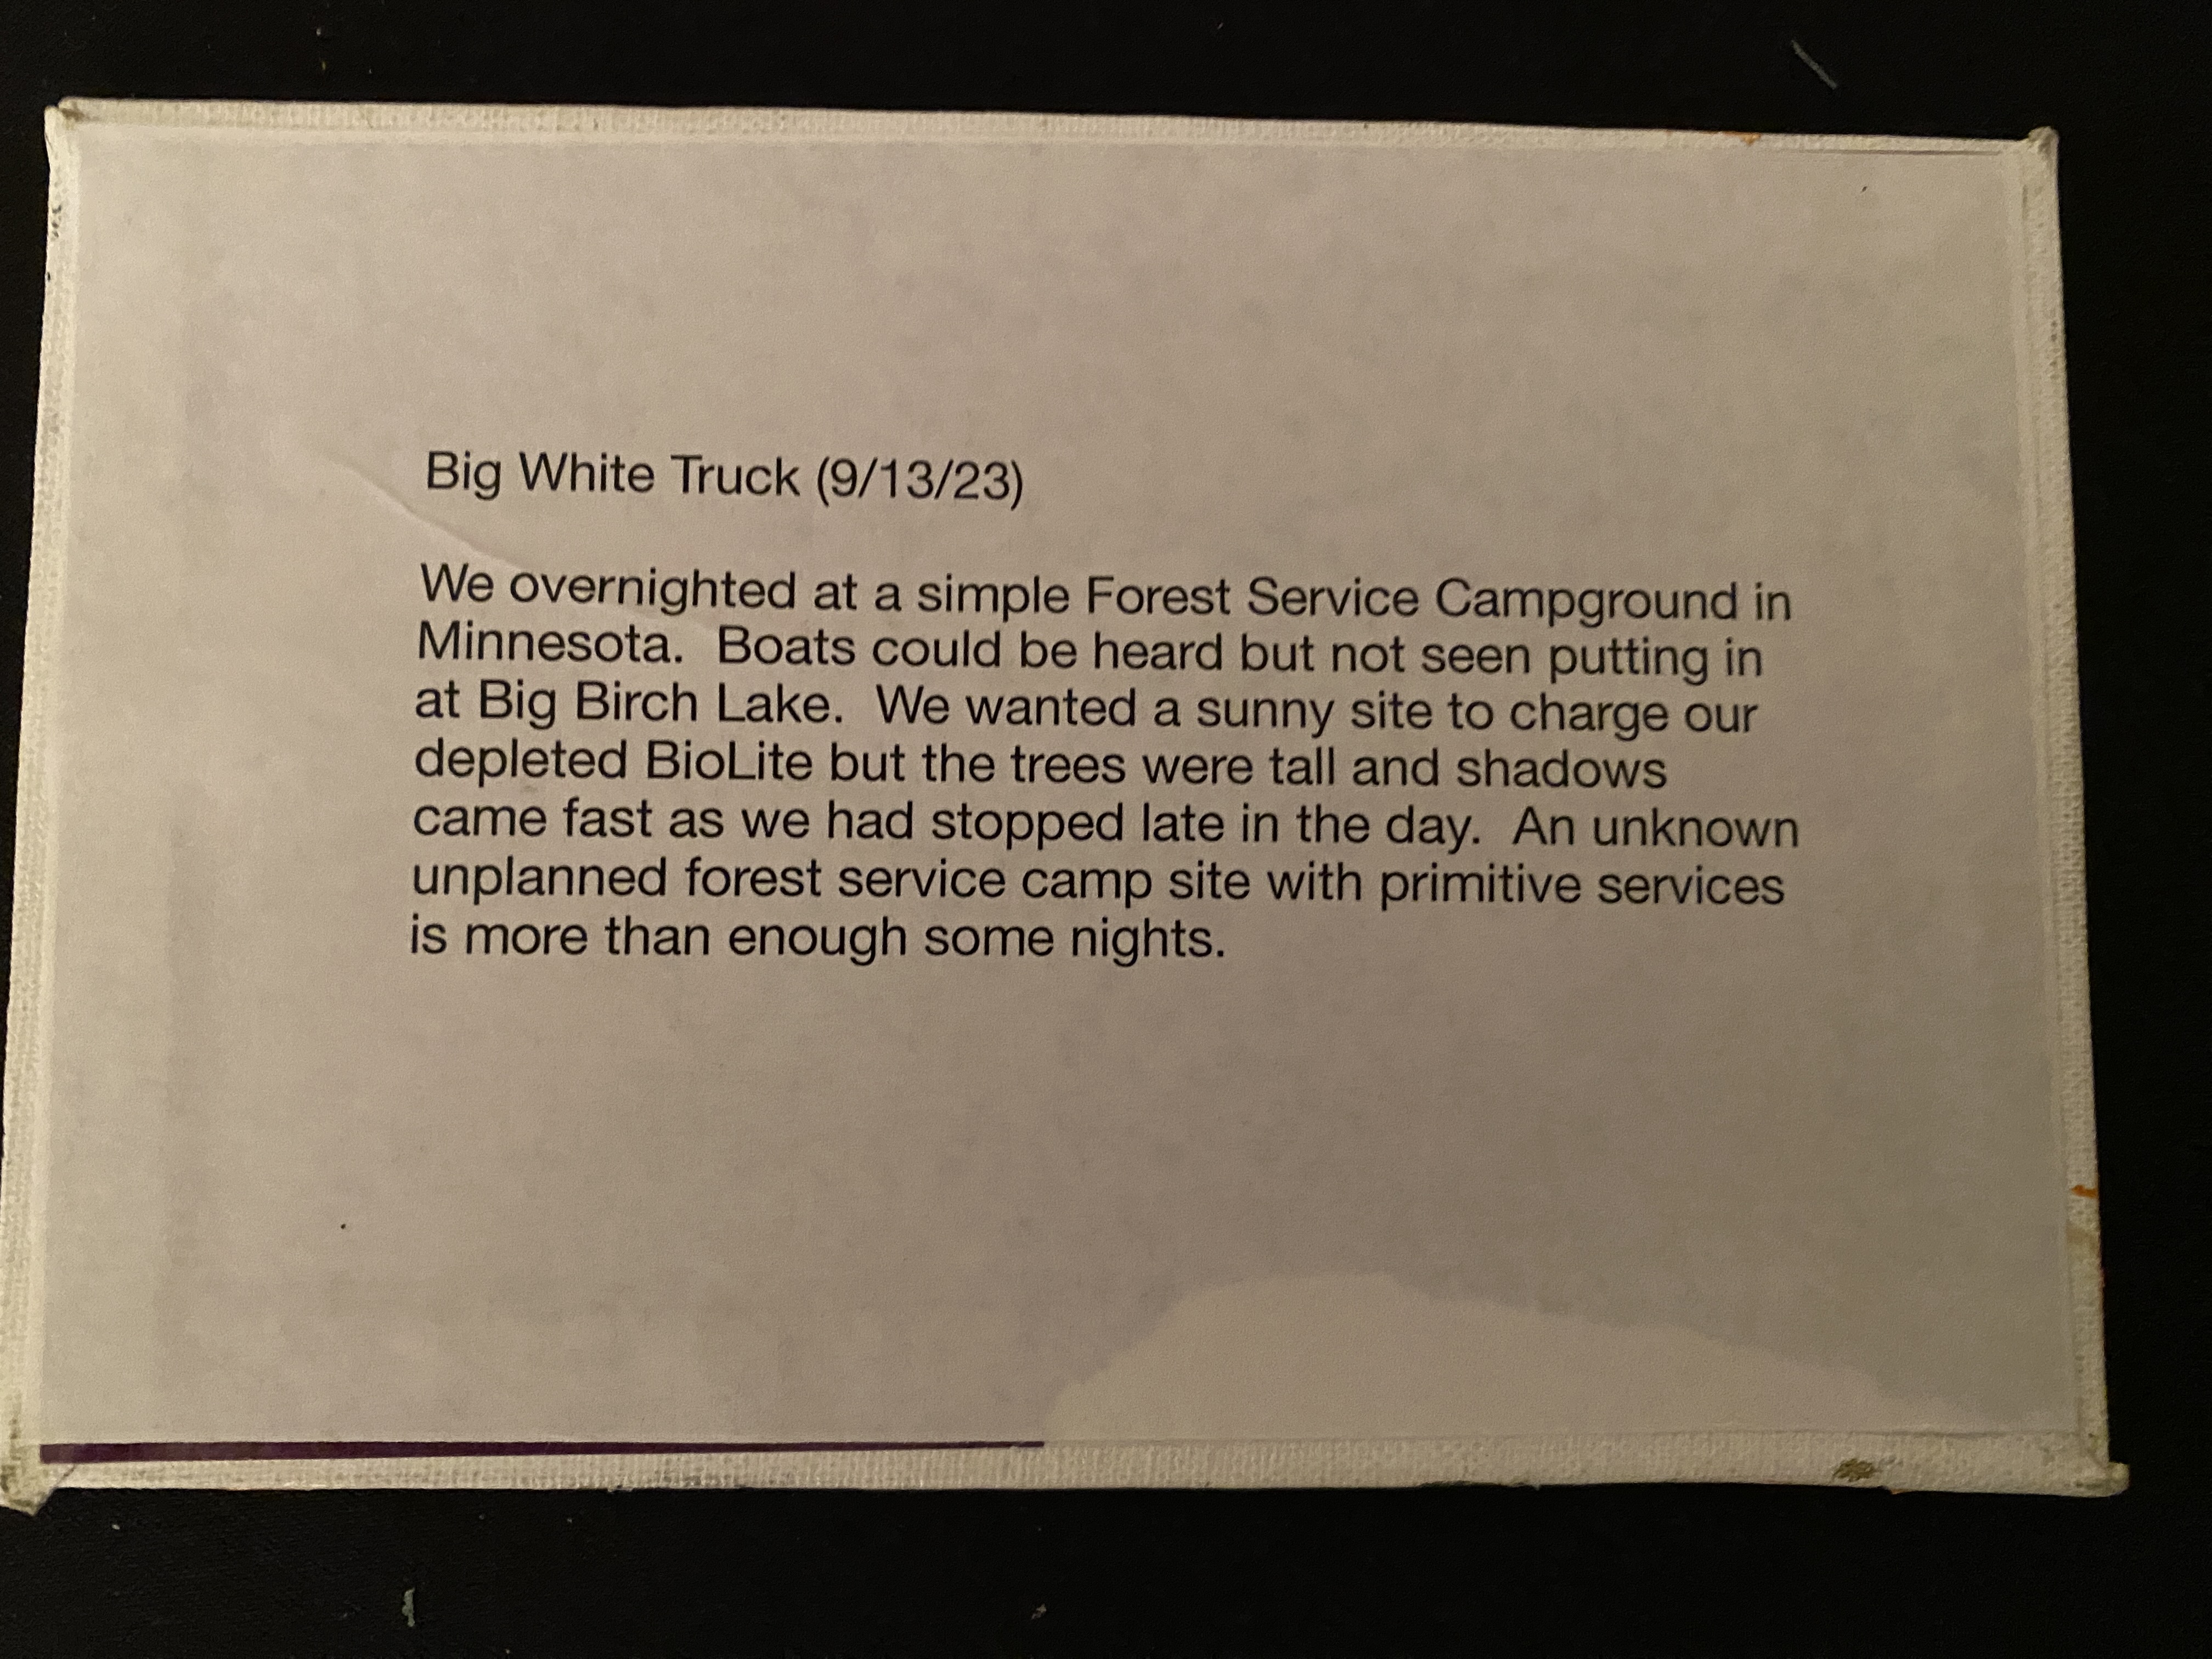 Big White Truck (9/13/23)
We overnighted at a simple Forest Service Campground in
Minnesota.  Boats could be heard but not seen putting in
at Big Birch Lake.  We wanted a sunny site to charge our
depleted BioLite but the trees were tall and shadows
came fast as we had stopped late in the day.  An unknown
unplanned forest service camp site with primitive services
is more than enough some nights.